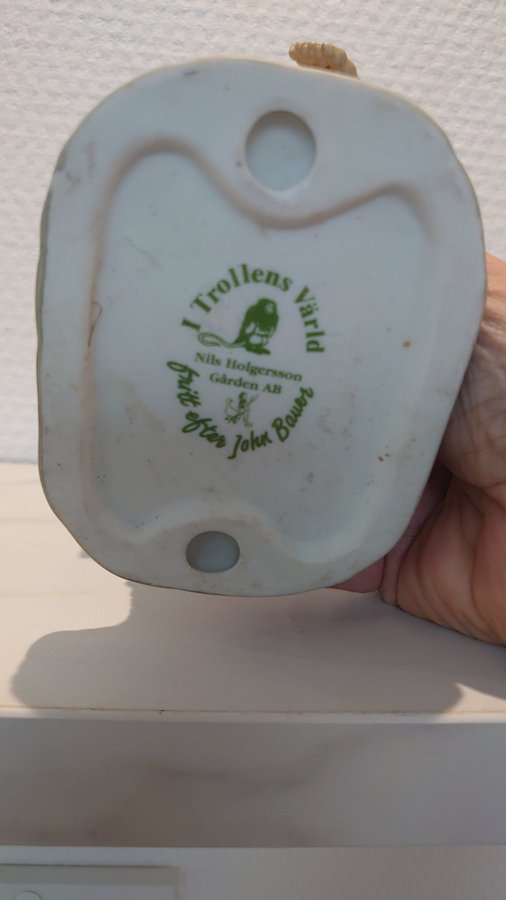 I Trollens Värld
Nils Holgersson
Gården AB
fritt efter John Bauer